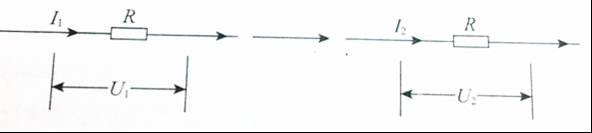 I₁ R I₂ R
U₁ U₂